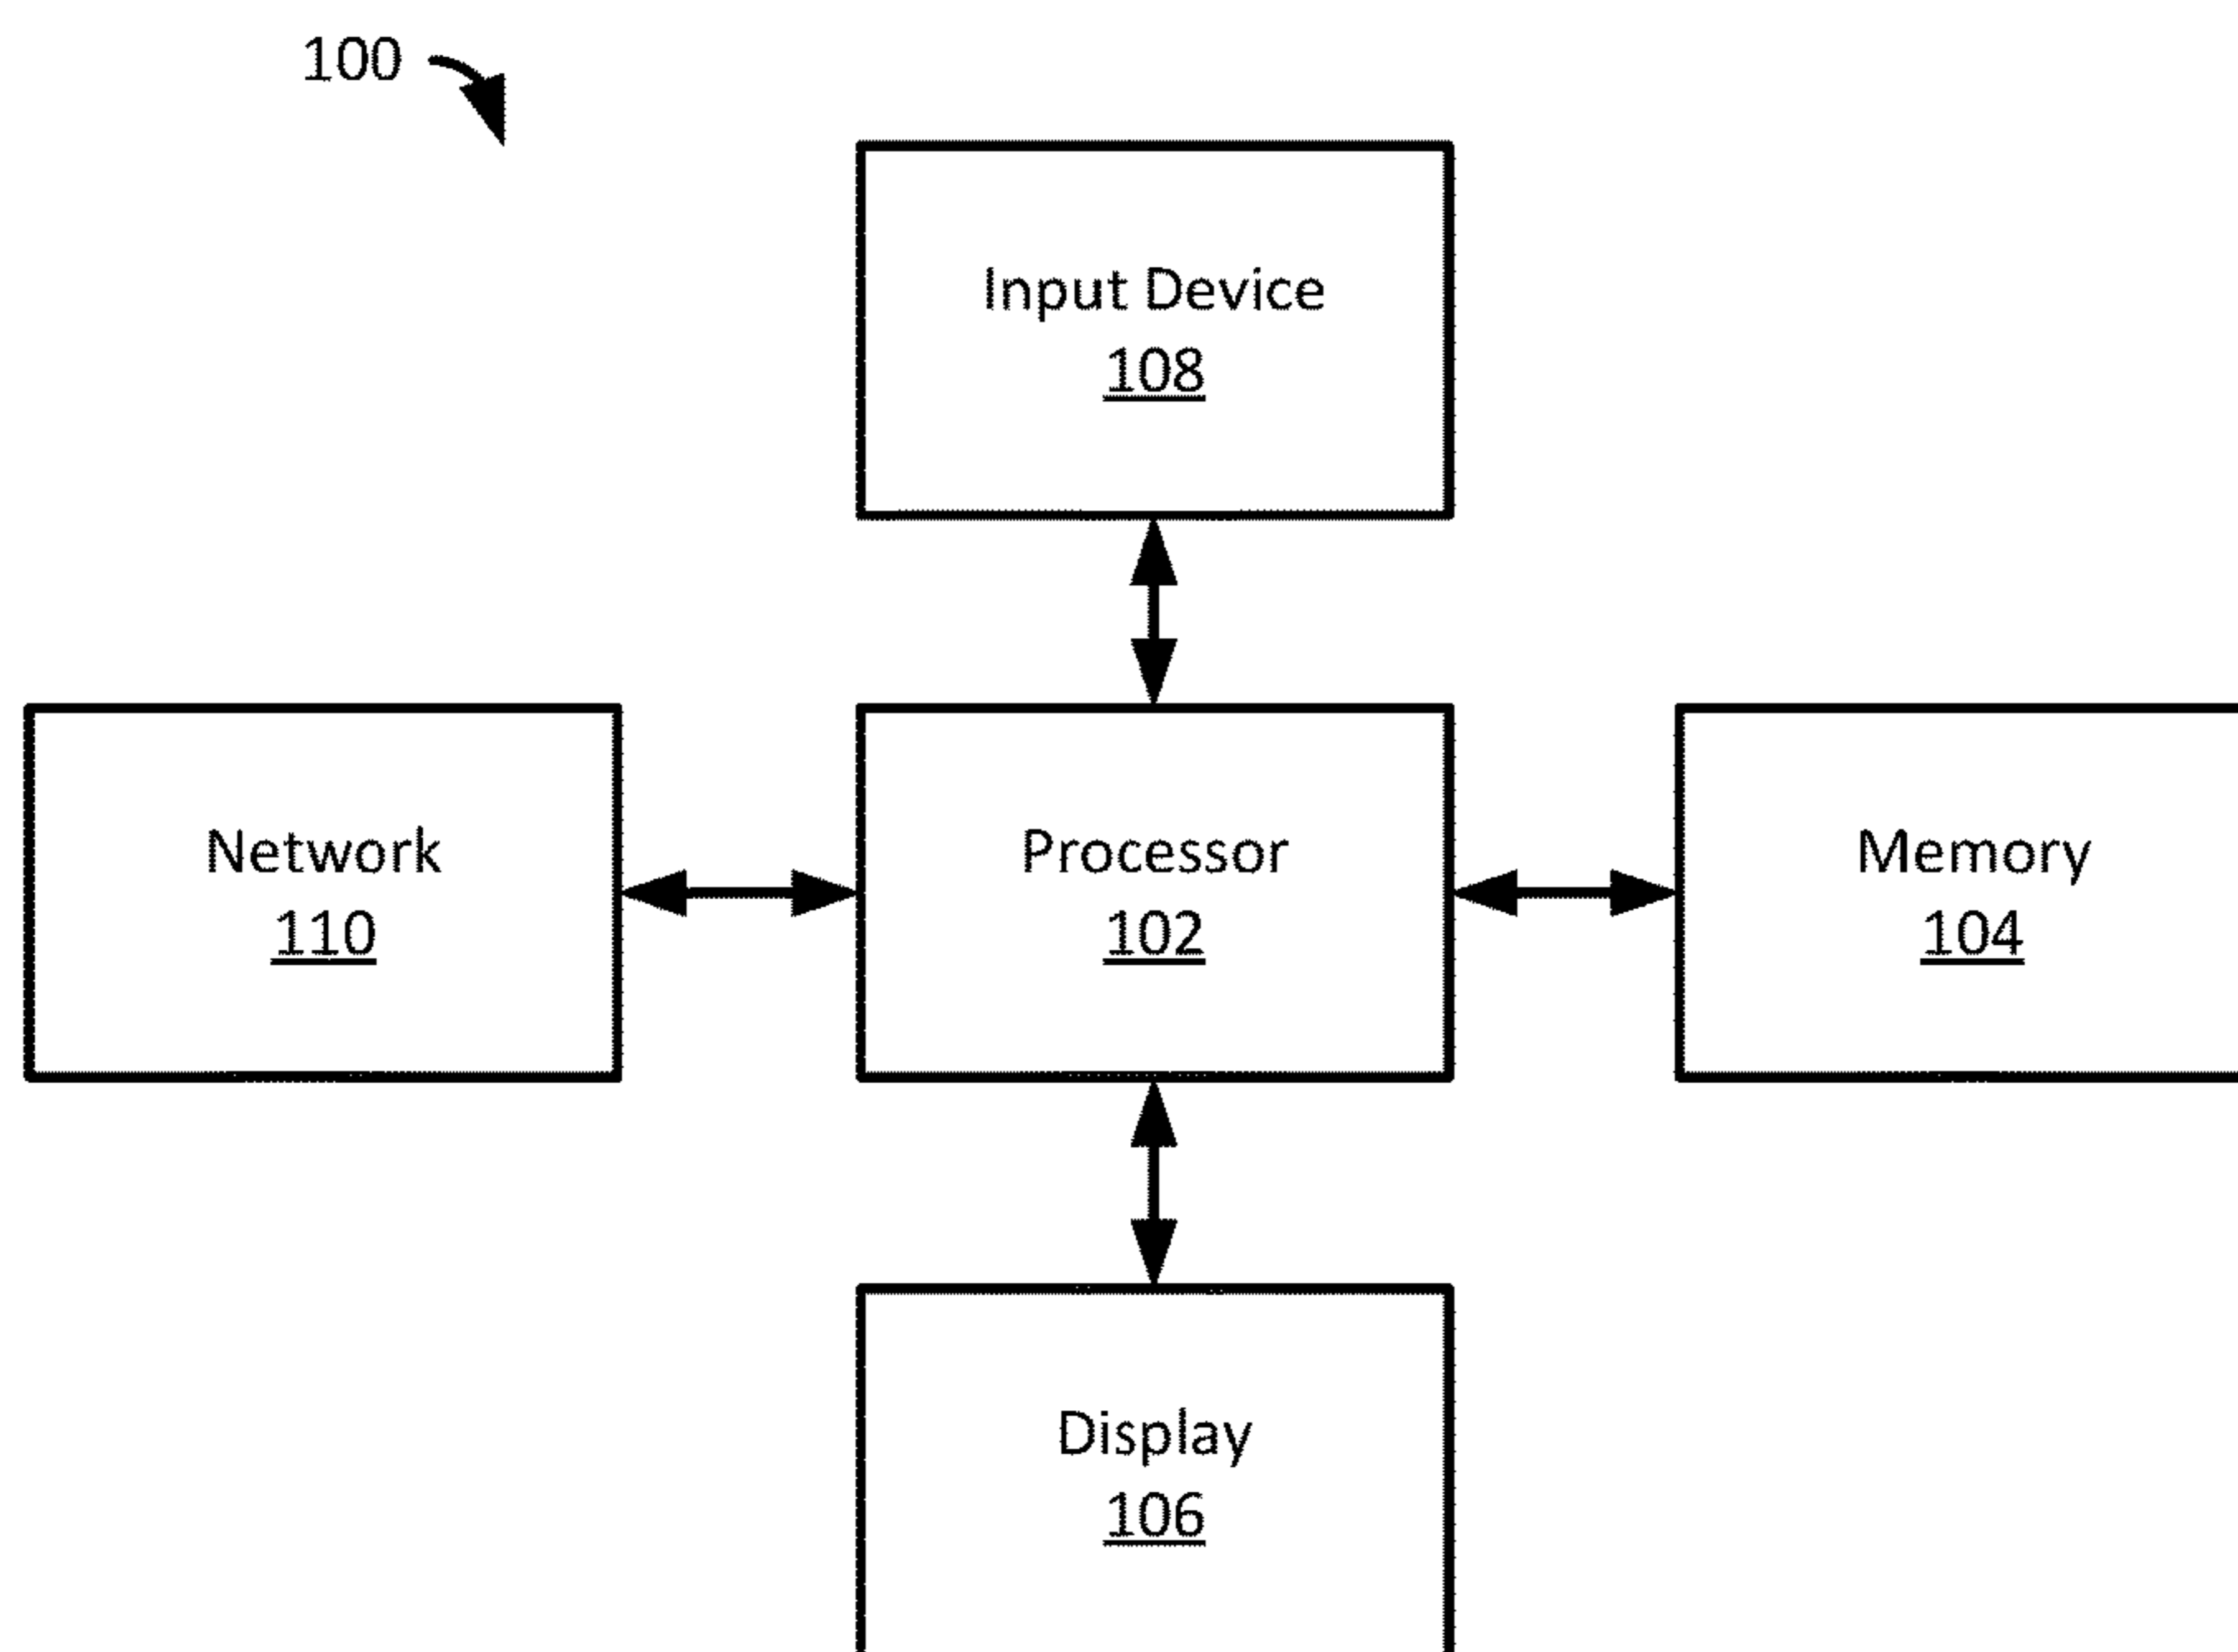 100
Input Device
108
Network
110
Processor
102
Memory
104
Display
106